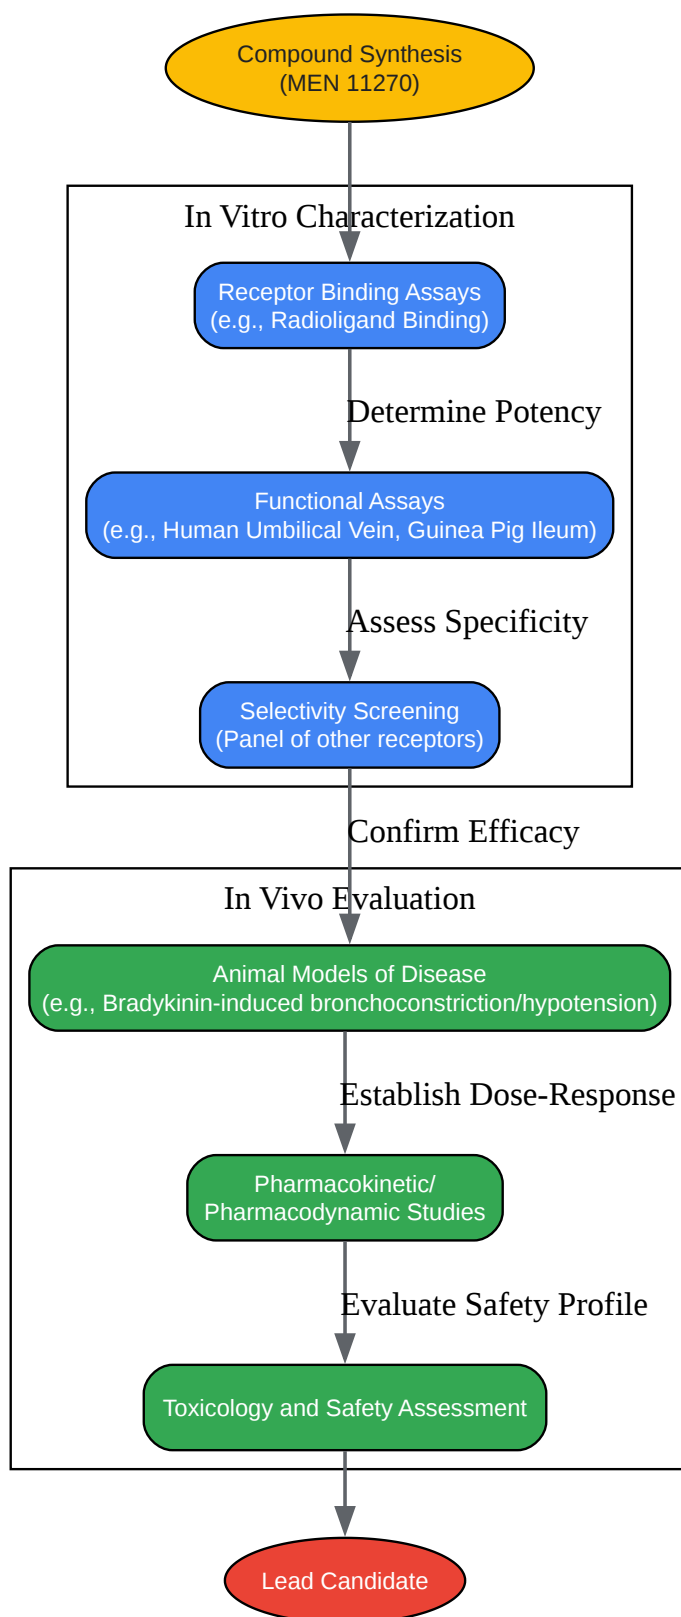 Compound Synthesis
(MEN 11270)
In Vitro Characterization
Receptor Binding Assays
(e.g., Radioligand Binding)
Determine Potency
Functional Assays
(e.g., Human Umbilical Vein, Guinea Pig Ileum)
Assess Specificity
Selectivity Screening
(Panel of other receptors)
Confirm Efficacy
In Vivo Evaluation
Animal Models of Disease
(e.g., Bradykinin-induced bronchoconstriction/hypotension)
Establish Dose-Response
Pharmacokinetic/
Pharmacodynamic Studies
Evaluate Safety Profile
Toxicology and Safety Assessment
Lead Candidate